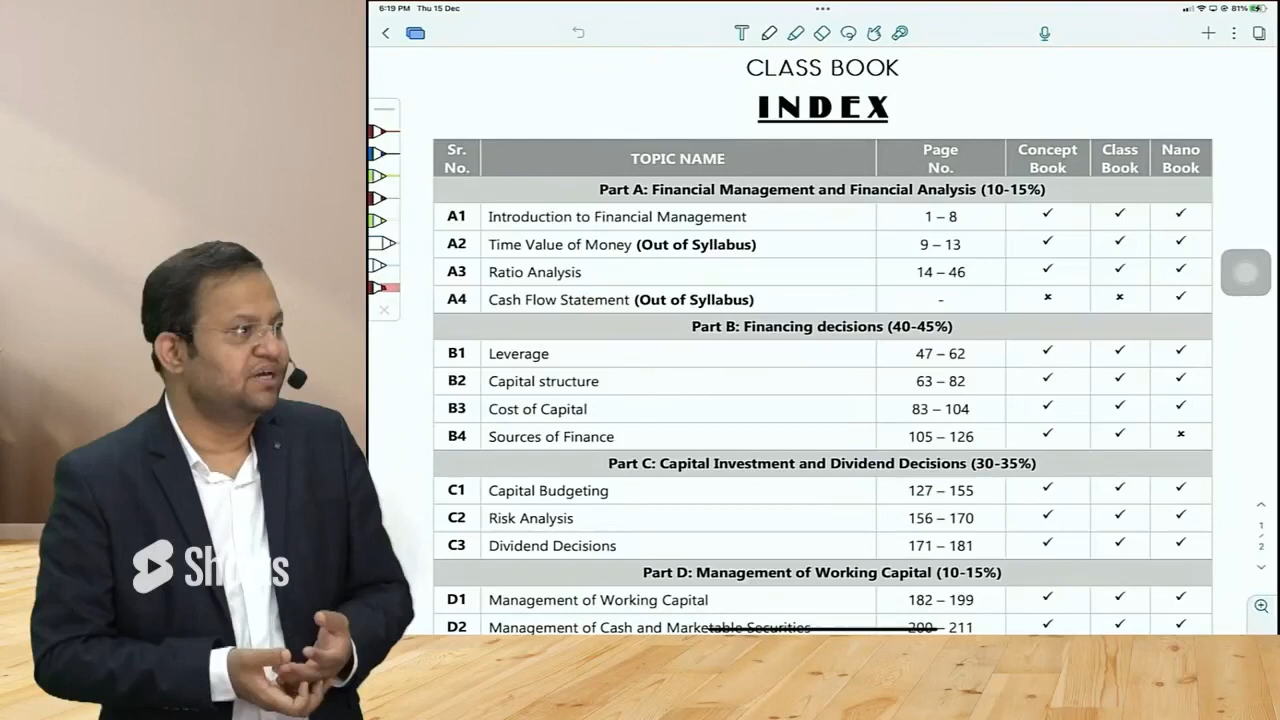 6:19 PM Thu 15 Dec
81%
CLASS BOOK
INDEX
Sr. No. TOPIC NAME Page No. Concept Book Class Book Nano Book
Part A: Financial Management and Financial Analysis (10-15%)
A1 Introduction to Financial Management 1 – 8 ✓ ✓ ✓
A2 Time Value of Money (Out of Syllabus) 9 – 13 ✓ ✓ ✓
A3 Ratio Analysis 14 – 46 ✓ ✓ ✓
A4 Cash Flow Statement (Out of Syllabus) - × × ✓
Part B: Financing decisions (40-45%)
B1 Leverage 47 – 62 ✓ ✓ ✓
B2 Capital structure 63 – 82 ✓ ✓ ✓
B3 Cost of Capital 83 – 104 ✓ ✓ ✓
B4 Sources of Finance 105 – 126 ✓ ✓ ×
Part C: Capital Investment and Dividend Decisions (30-35%)
C1 Capital Budgeting 127 – 155 ✓ ✓ ✓
C2 Risk Analysis 156 – 170 ✓ ✓ ✓
C3 Dividend Decisions 171 – 181 ✓ ✓ ✓
Part D: Management of Working Capital (10-15%)
D1 Management of Working Capital 182 – 199 ✓ ✓ ✓
D2 Management of Cash and Marketable Securities 200 – 211 ✓ ✓ ✓
1
/
2
Shorts